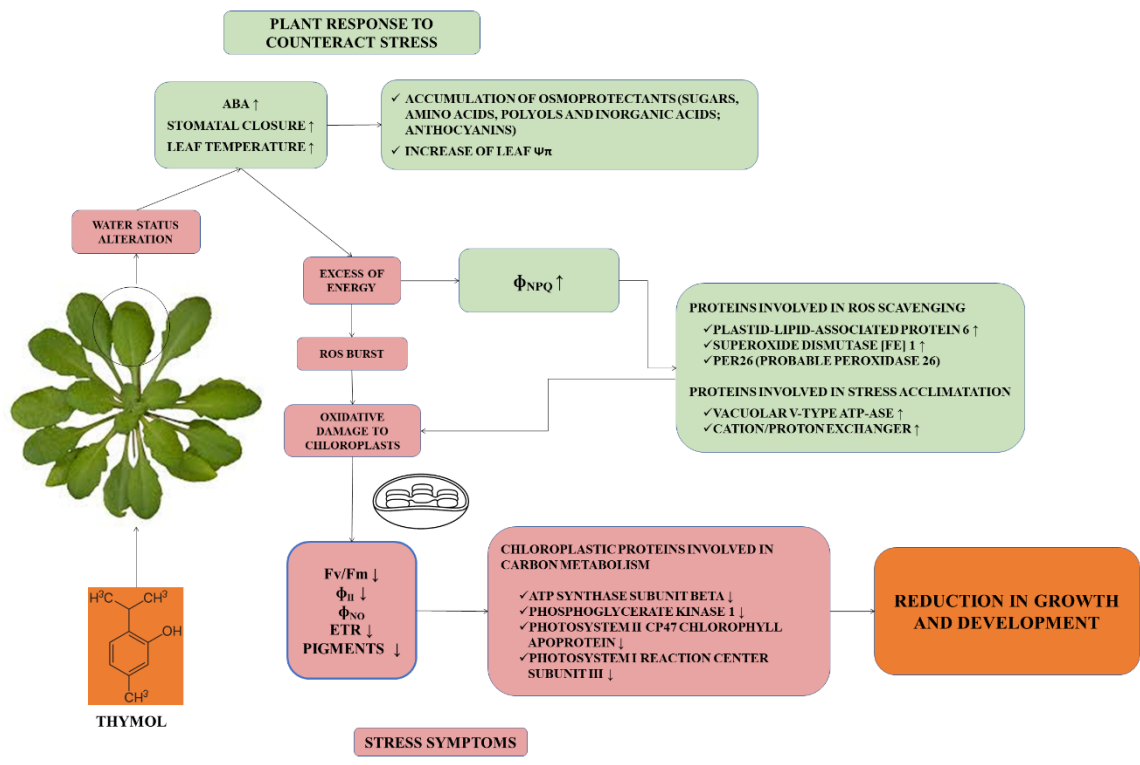 PLANT RESPONSE TO
COUNTERACT STRESS
ABA ↑
STOMATAL CLOSURE ↑
LEAF TEMPERATURE ↑
✓ ACCUMULATION OF OSMOPROTECTANTS (SUGARS,
AMINO ACIDS, POLYOLS AND INORGANIC ACIDS;
ANTHOCYANINS)
✓ INCREASE OF LEAF Ψπ
WATER STATUS
ALTERATION
EXCESS OF
ENERGY
ϕNPQ ↑
ROS BURST
PROTEINS INVOLVED IN ROS SCAVENGING
✓PLASTID-LIPID-ASSOCIATED PROTEIN 6 ↑
✓SUPEROXIDE DISMUTASE [FE] 1 ↑
✓PER26 (PROBABLE PEROXIDASE 26)
PROTEINS INVOLVED IN STRESS ACCLIMATATION
✓VACUOLAR V-TYPE ATP-ASE ↑
✓CATION/PROTON EXCHANGER ↑
OXIDATIVE
DAMAGE TO
CHLOROPLASTS
Fv/Fm ↓
ϕII ↓
ϕNO
ETR ↓
PIGMENTS ↓
CHLOROPLASTIC PROTEINS INVOLVED IN
CARBON METABOLISM
✓ATP SYNTHASE SUBUNIT BETA ↓
✓PHOSPHOGLYCERATE KINASE 1 ↓
✓PHOTOSYSTEM II CP47 CHLOROPHYLL
APOPROTEIN ↓
✓PHOTOSYSTEM I REACTION CENTER
SUBUNIT III ↓
REDUCTION IN GROWTH
AND DEVELOPMENT
H3C CH3
OH
CH3
THYMOL
STRESS SYMPTOMS